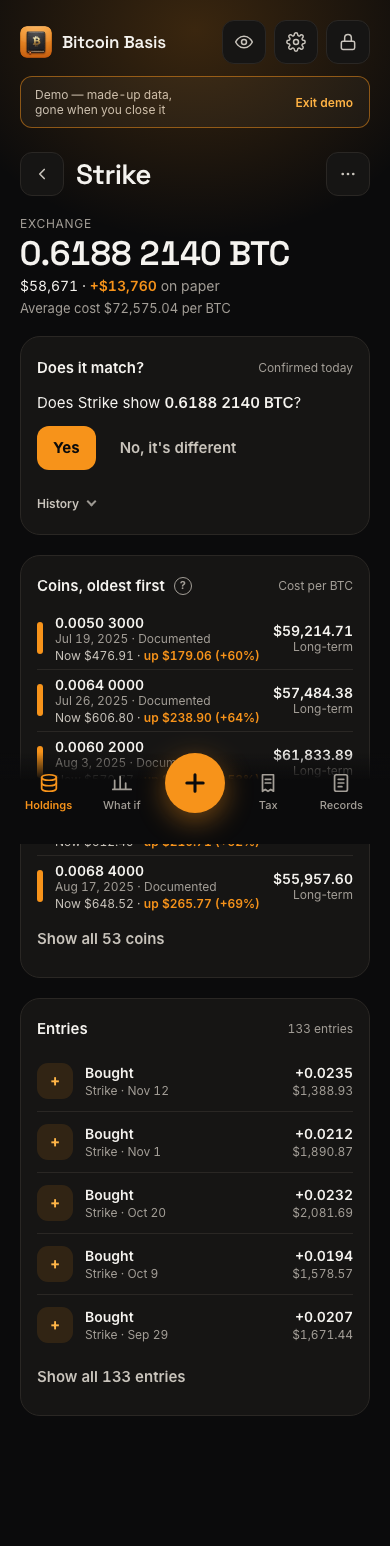 Bitcoin Basis
Demo — made-up data,
gone when you close it
Exit demo
Strike
EXCHANGE
0.6188 2140 BTC
$58,671 · +$13,760 on paper
Average cost $72,575.04 per BTC
Does it match?
Confirmed today
Does Strike show 0.6188 2140 BTC?
Yes
No, it's different
History
Coins, oldest first
?
Cost per BTC
0.0050 3000
$59,214.71
Jul 19, 2025 · Documented
Long-term
Now $476.91 · up $179.06 (+60%)
0.0064 0000
$57,484.38
Jul 26, 2025 · Documented
Long-term
Now $606.80 · up $238.90 (+64%)
0.0060 2000
$61,833.89
Aug 3, 2025 · Docum
Long-term
Holdings
What if
Tax
Records
0.0068 4000
$55,957.60
Aug 17, 2025 · Documented
Long-term
Now $648.52 · up $265.77 (+69%)
Show all 53 coins
Entries
133 entries
Bought
+0.0235
Strike · Nov 12
$1,388.93
Bought
+0.0212
Strike · Nov 1
$1,890.87
Bought
+0.0232
Strike · Oct 20
$2,081.69
Bought
+0.0194
Strike · Oct 9
$1,578.57
Bought
+0.0207
Strike · Sep 29
$1,671.44
Show all 133 entries